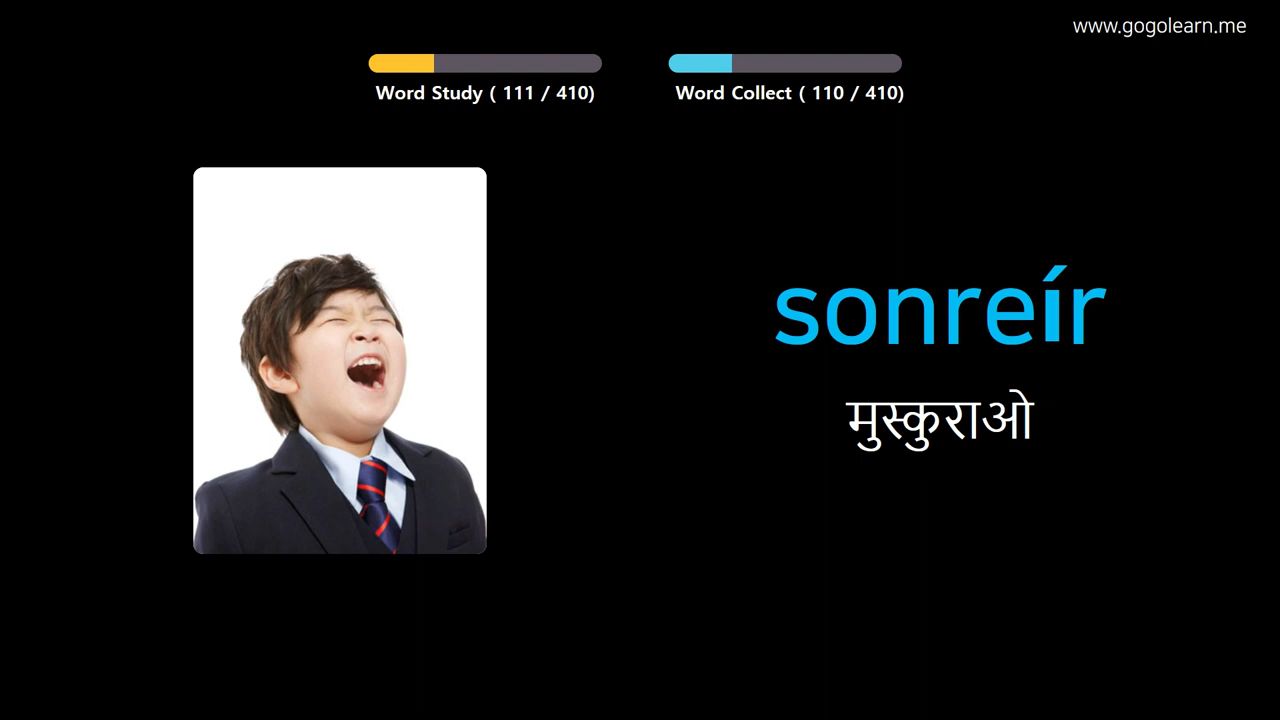 www.gogolearn.me
Word Study ( 111 / 410)
Word Collect ( 110 / 410)
sonreír
मुस्कुराओ